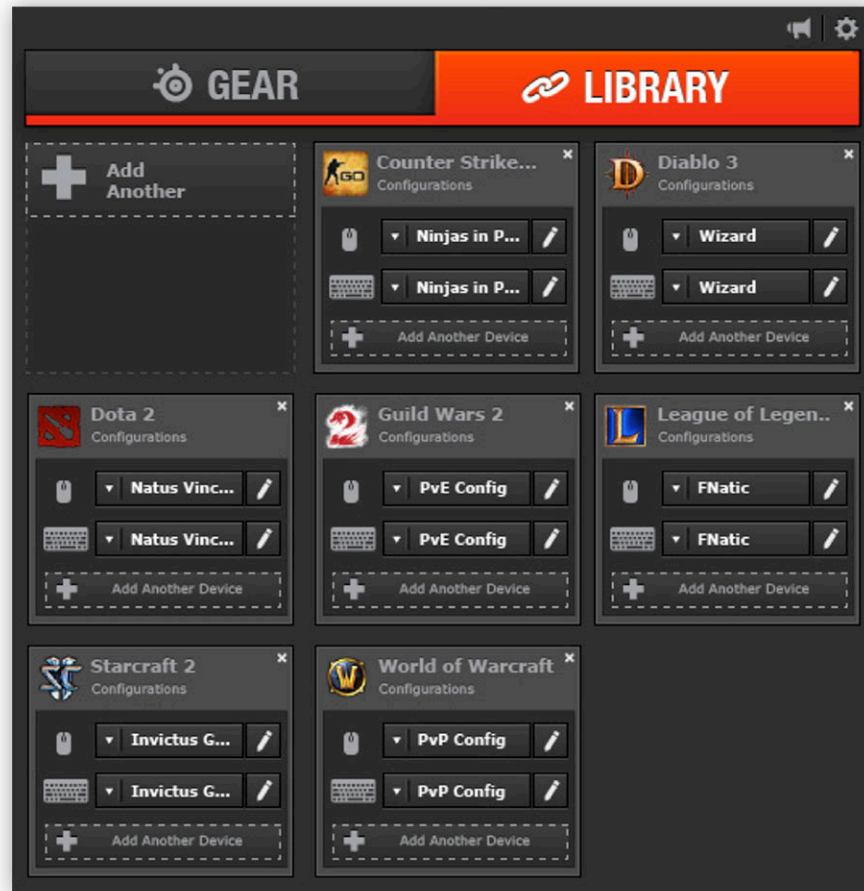 GEAR
LIBRARY
Add
Another
Counter Strike...
Configurations
GO
Ninjas in P...
Ninjas in P...
Add Another Device
Diablo 3
Configurations
Wizard
Wizard
Add Another Device
Dota 2
Configurations
Natus Vinc...
Natus Vinc...
Add Another Device
Guild Wars 2
Configurations
PvE Config
PvE Config
Add Another Device
League of Legen..
Configurations
FNatic
FNatic
Add Another Device
Starcraft 2
Configurations
Invictus G...
Invictus G...
Add Another Device
World of Warcraft
Configurations
PvP Config
PvP Config
Add Another Device